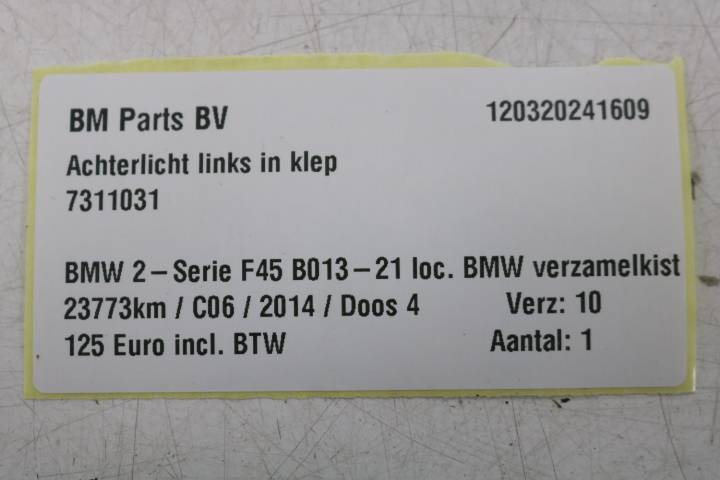 BM Parts BV 120320241609
Achterlicht links in klep
7311031
BMW 2-Serie F45 B013-21 loc. BMW verzamelkist
23773km / C06 / 2014 / Doos 4 Verz: 10
125 Euro incl. BTW Aantal: 1